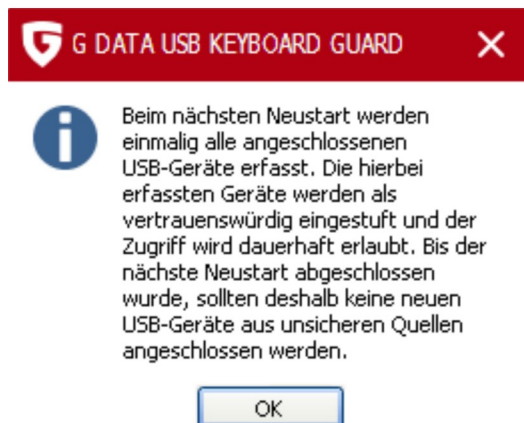 G DATA USB KEYBOARD GUARD
Beim nächsten Neustart werden
einmalig alle angeschlossenen
USB-Geräte erfasst. Die hierbei
erfassten Geräte werden als
vertrauenswürdig eingestuft und der
Zugriff wird dauerhaft erlaubt. Bis der
nächste Neustart abgeschlossen
wurde, sollten deshalb keine neuen
USB-Geräte aus unsicheren Quellen
angeschlossen werden.
OK